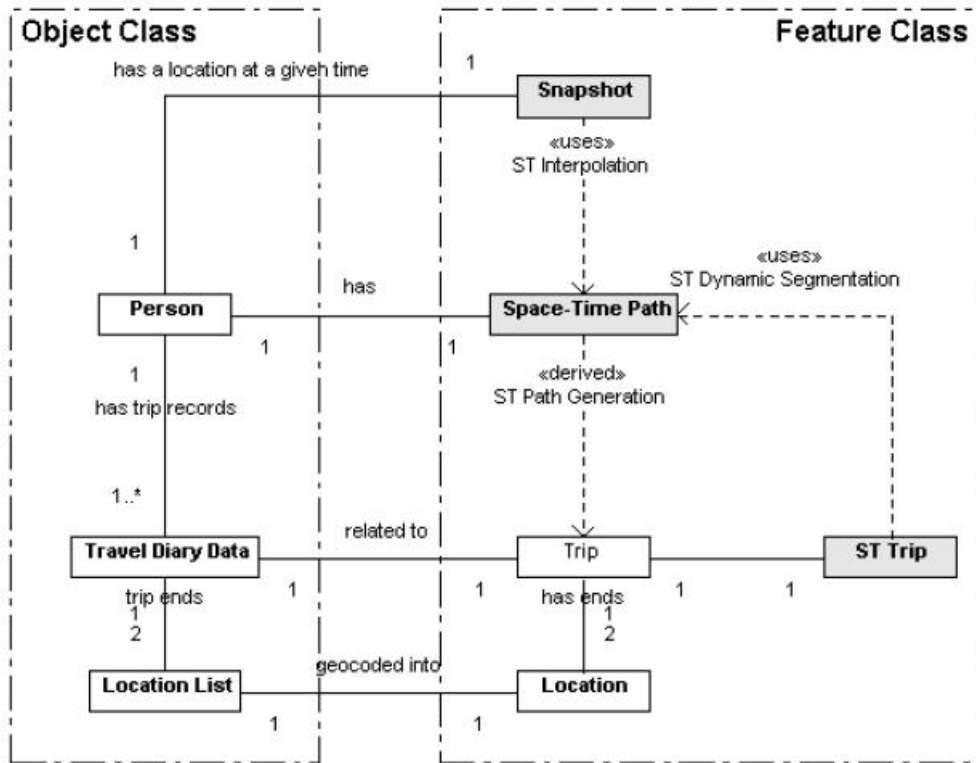 Object Class
Feature Class
has a location at a given time
1
Snapshot
«uses»
ST Interpolation
1
«uses»
ST Dynamic Segmentation
has
Person
Space-Time Path
1
1
1
«derived»
ST Path Generation
has trip records
1..*
related to
Travel Diary Data
Trip
ST Trip
1
1
1
1
trip ends
has ends
1
1
2
2
geocoded into
Location List
Location
1
1